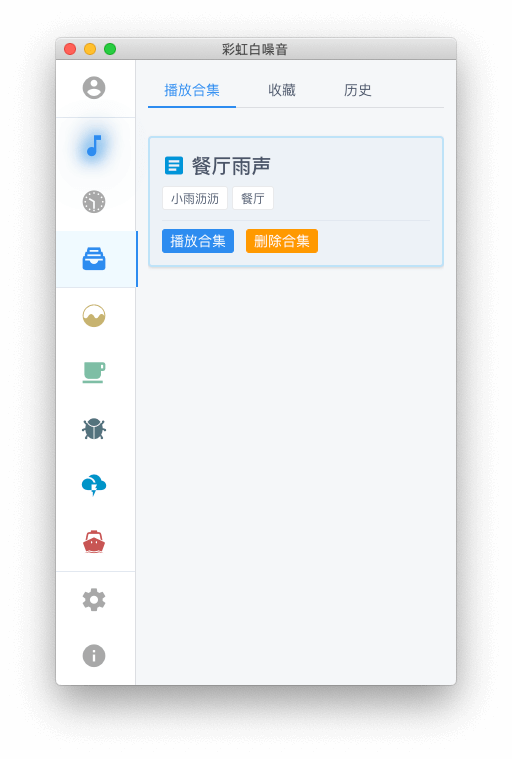 彩虹白噪音
播放合集 收藏 历史
餐厅雨声
小雨沥沥 餐厅
播放合集 删除合集